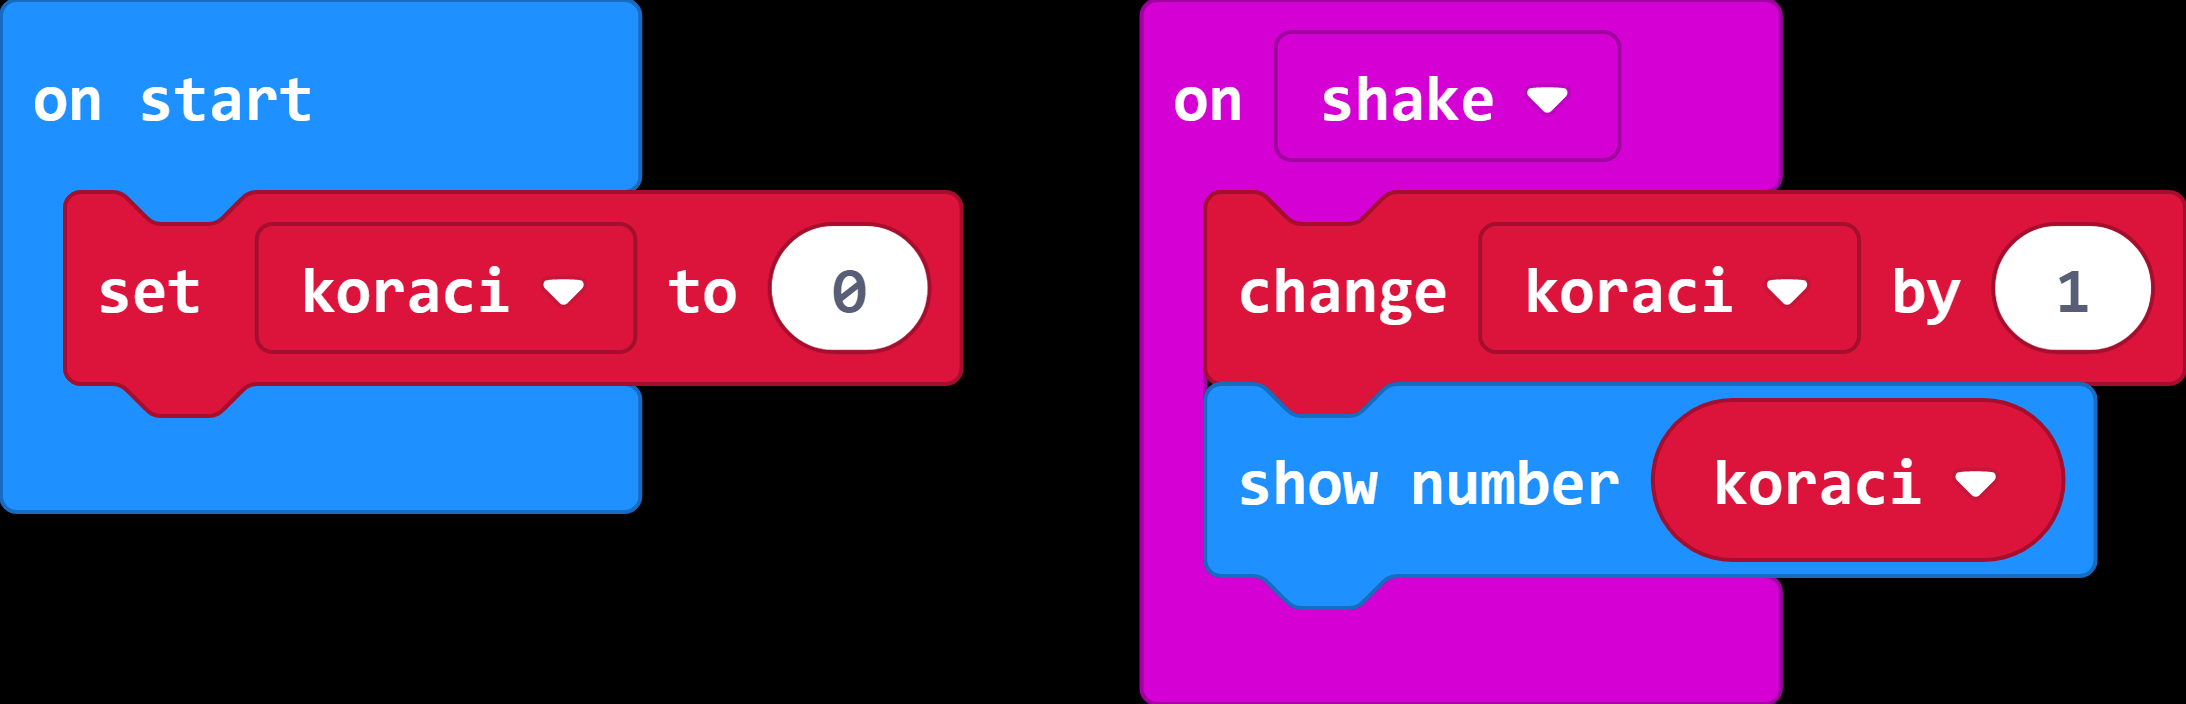 on start
set koraci to 0
on shake
change koraci by 1
show number koraci